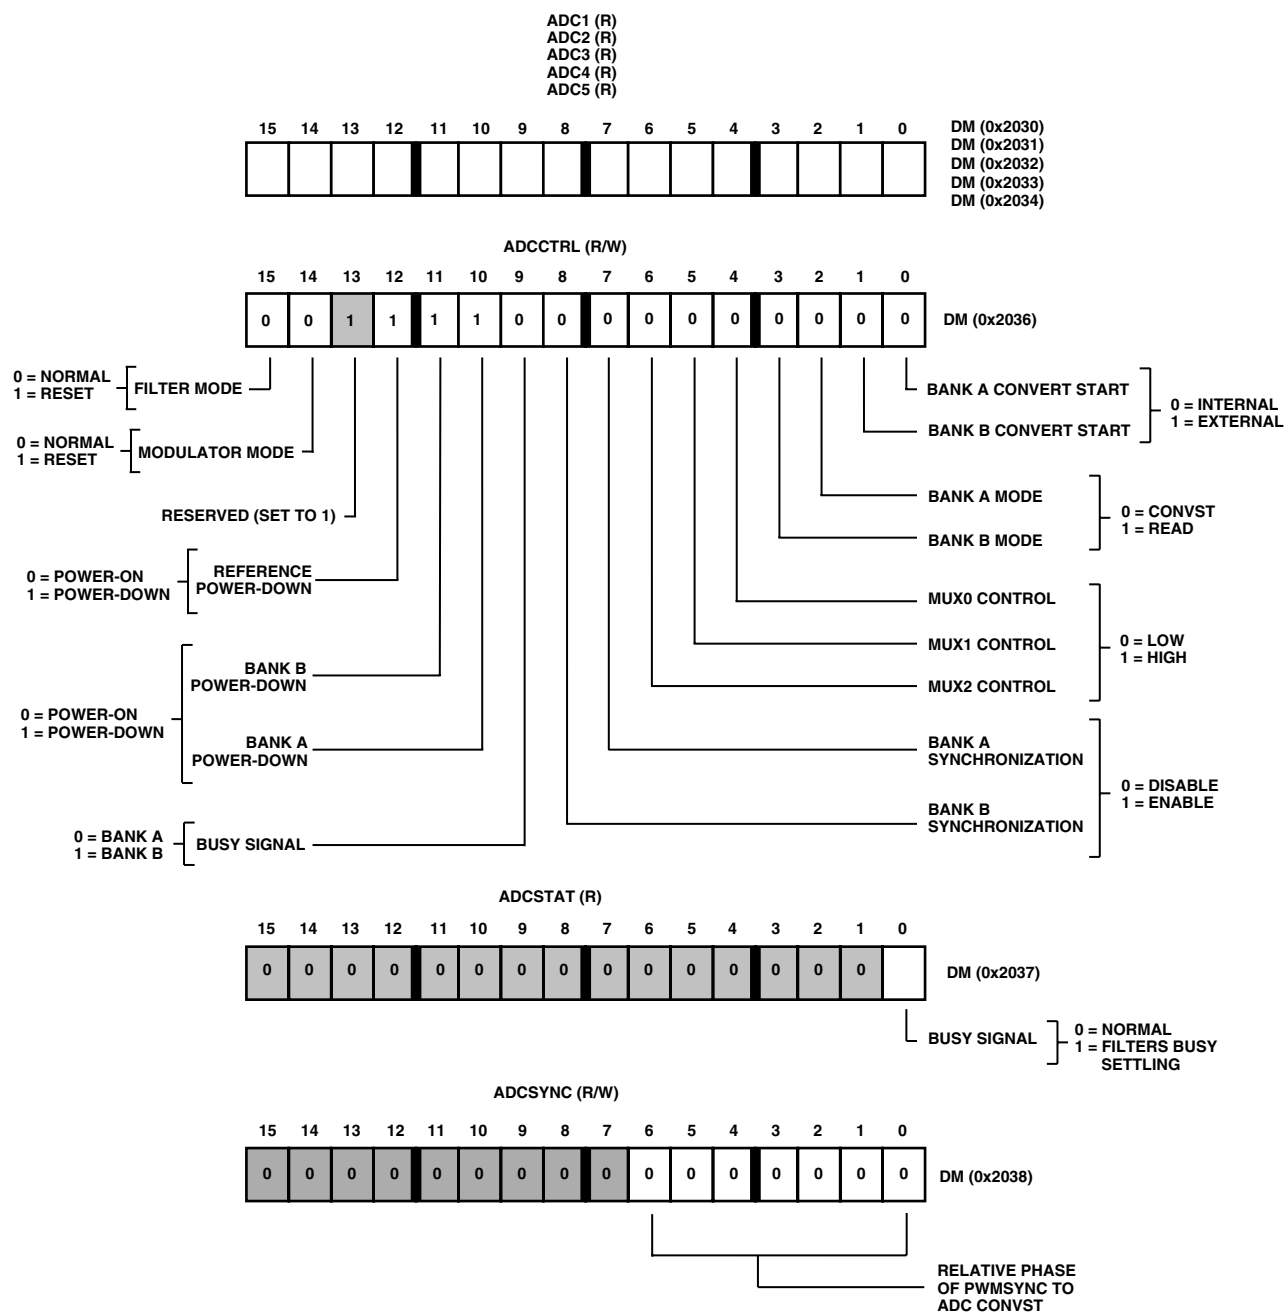 ADC1 (R)
ADC2 (R)
ADC3 (R)
ADC4 (R)
ADC5 (R)
15 14 13 12 11 10 9 8 7 6 5 4 3 2 1 0
DM (0x2030)
DM (0x2031)
DM (0x2032)
DM (0x2033)
DM (0x2034)
ADCCTRL (R/W)
15 14 13 12 11 10 9 8 7 6 5 4 3 2 1 0
0 0 1 1 1 1 0 0 0 0 0 0 0 0 0 0
DM (0x2036)
0 = NORMAL
1 = RESET
FILTER MODE
0 = NORMAL
1 = RESET
MODULATOR MODE
RESERVED (SET TO 1)
0 = POWER-ON
1 = POWER-DOWN
REFERENCE
POWER-DOWN
0 = POWER-ON
1 = POWER-DOWN
BANK B
POWER-DOWN
BANK A
POWER-DOWN
0 = BANK A
1 = BANK B
BUSY SIGNAL
BANK A CONVERT START
BANK B CONVERT START
0 = INTERNAL
1 = EXTERNAL
BANK A MODE
BANK B MODE
0 = CONVST
1 = READ
MUX0 CONTROL
MUX1 CONTROL
MUX2 CONTROL
0 = LOW
1 = HIGH
BANK A
SYNCHRONIZATION
BANK B
SYNCHRONIZATION
0 = DISABLE
1 = ENABLE
ADCSTAT (R)
15 14 13 12 11 10 9 8 7 6 5 4 3 2 1 0
0 0 0 0 0 0 0 0 0 0 0 0 0 0 0
DM (0x2037)
BUSY SIGNAL
0 = NORMAL
1 = FILTERS BUSY
SETTLING
ADCSYNC (R/W)
15 14 13 12 11 10 9 8 7 6 5 4 3 2 1 0
0 0 0 0 0 0 0 0 0 0 0 0 0 0 0 0
DM (0x2038)
RELATIVE PHASE
OF PWMSYNC TO
ADC CONVST